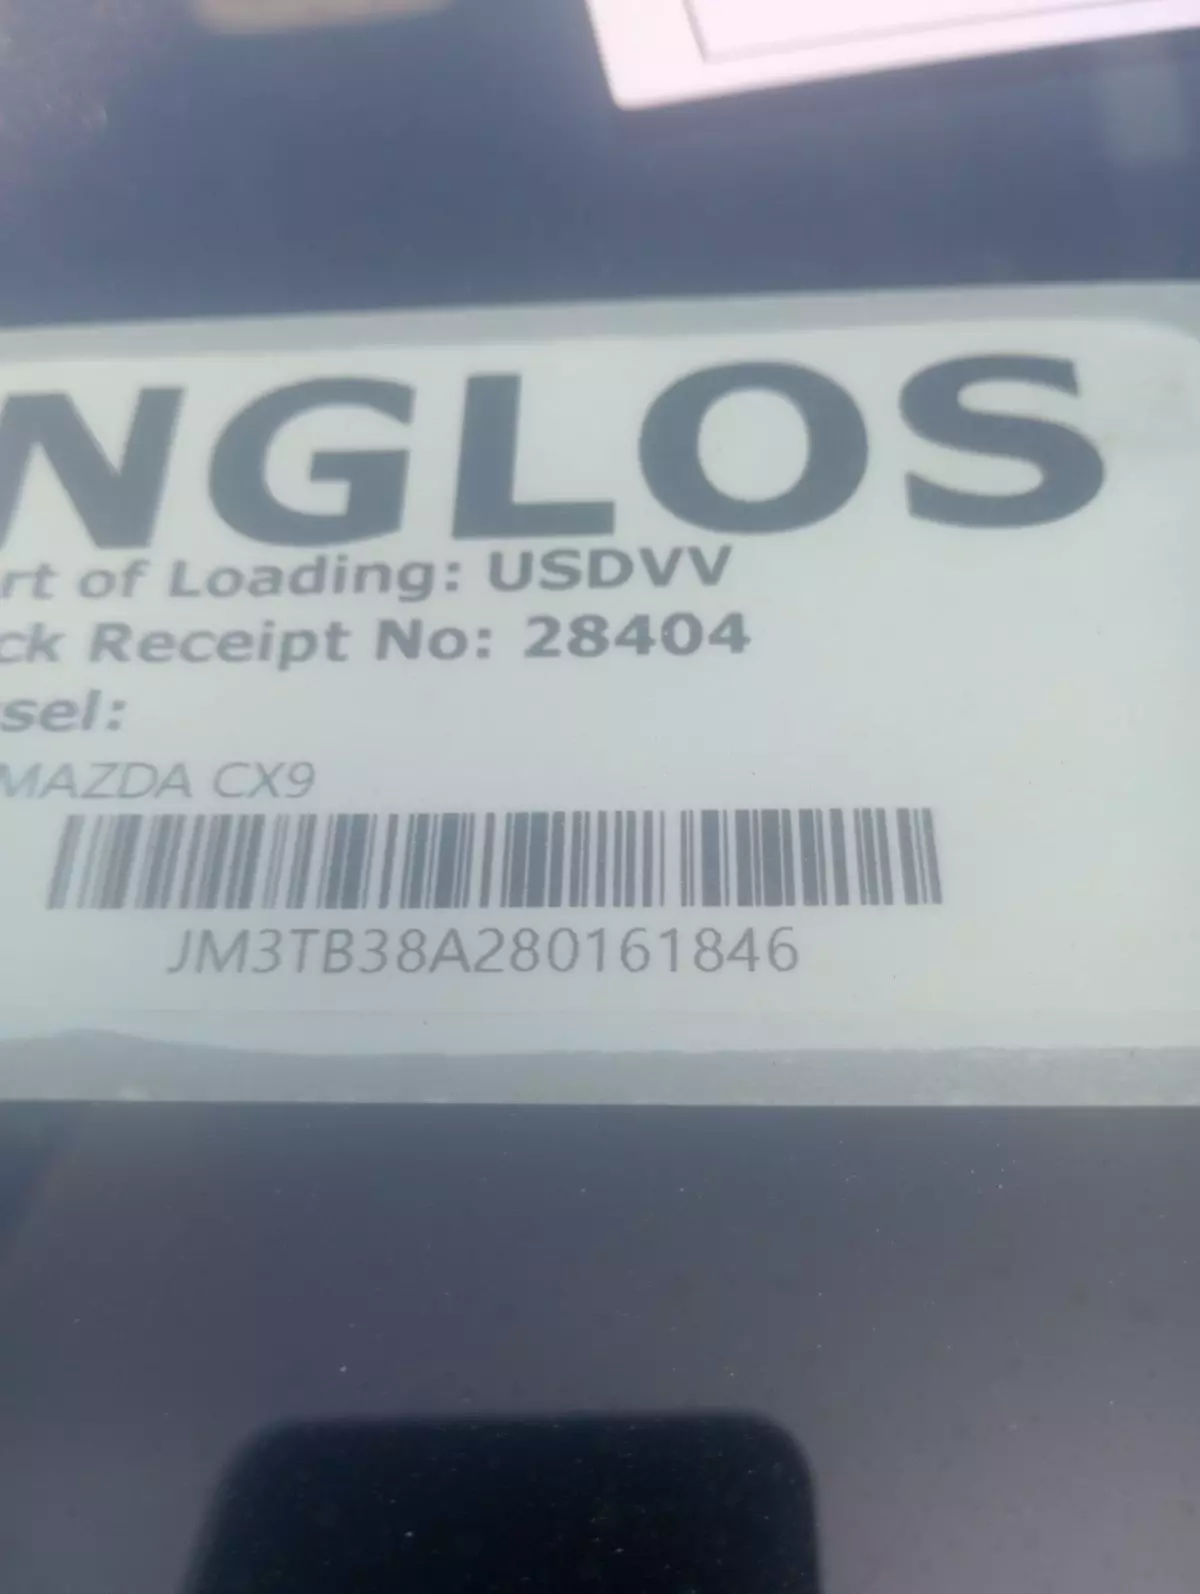 NGLOS
rt of Loading: USDVV
ck Receipt No: 28404
sel:
MAZDA CX9
JM3TB38A280161846